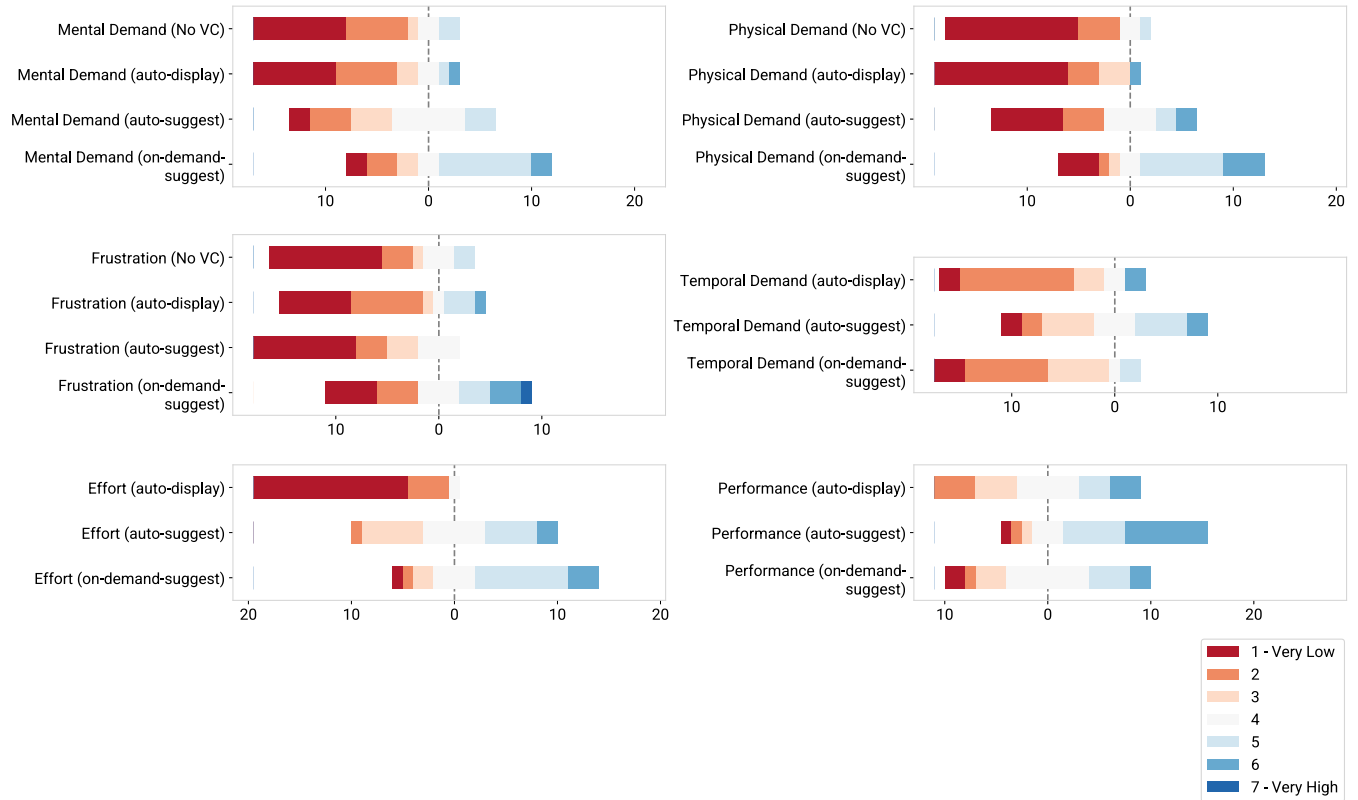 Mental Demand (No VC)
Mental Demand (auto-display)
Mental Demand (auto-suggest)
Mental Demand (on-demand-
suggest)
10 0 10 20
Physical Demand (No VC)
Physical Demand (auto-display)
Physical Demand (auto-suggest)
Physical Demand (on-demand-
suggest)
10 0 10 20
Frustration (No VC)
Frustration (auto-display)
Frustration (auto-suggest)
Frustration (on-demand-
suggest)
10 0 10
Temporal Demand (auto-display)
Temporal Demand (auto-suggest)
Temporal Demand (on-demand-
suggest)
10 0 10
Effort (auto-display)
Effort (auto-suggest)
Effort (on-demand-suggest)
20 10 0 10 20
Performance (auto-display)
Performance (auto-suggest)
Performance (on-demand-
suggest)
10 0 10 20
1 - Very Low
2
3
4
5
6
7 - Very High